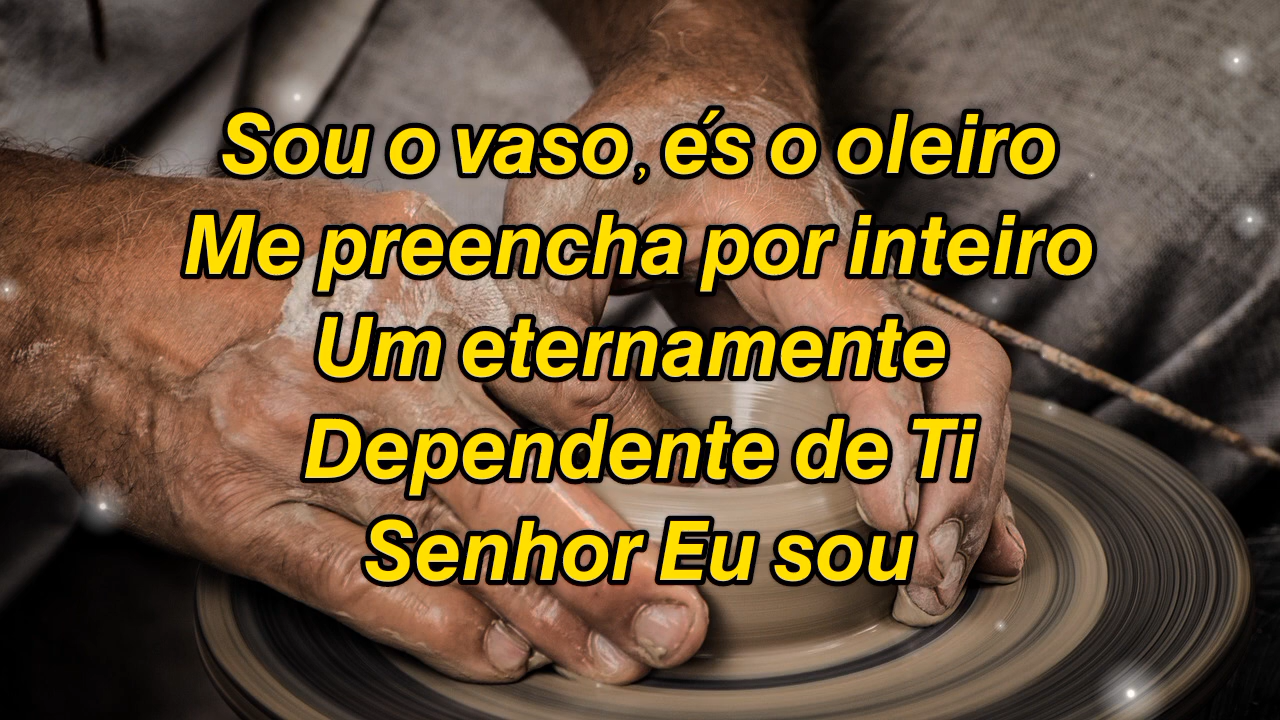 Sou o vaso, és o oleiro
Me preencha por inteiro
Um eternamente
Dependente de Ti
Senhor Eu sou